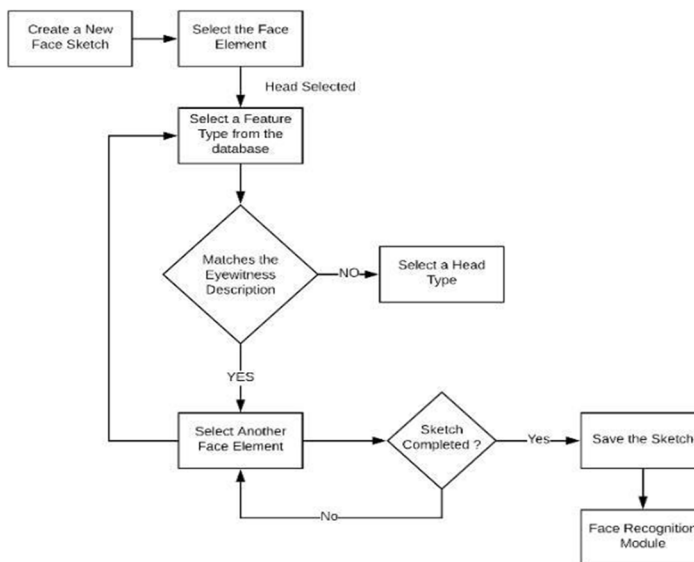 Create a New
Face Sketch
Select the Face
Element
Head Selected
Select a Feature
Type from the
database
Matches the
Eyewitness
Description
NO
Select a Head
Type
YES
Select Another
Face Element
Sketch
Completed ?
Yes
Save the Sketch
No
Face Recognition
Module